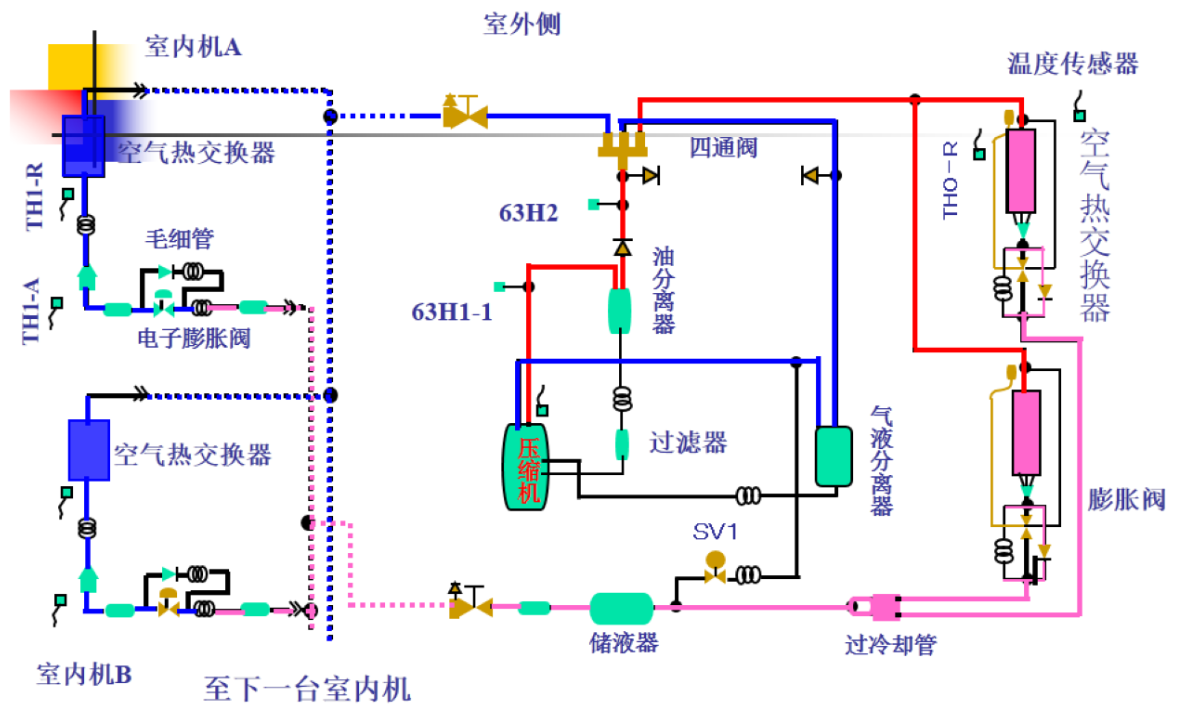 室外侧
室内机A
温度传感器
空气热交换器
四通阀
THO-R
空气热交换器
TH1-R
63H2
毛细管
油分离器
TH1-A
63H1-1
电子膨胀阀
空气热交换器
压缩机
过滤器
气液分离器
膨胀阀
SV1
储液器
过冷却管
室内机B
至下一台室内机